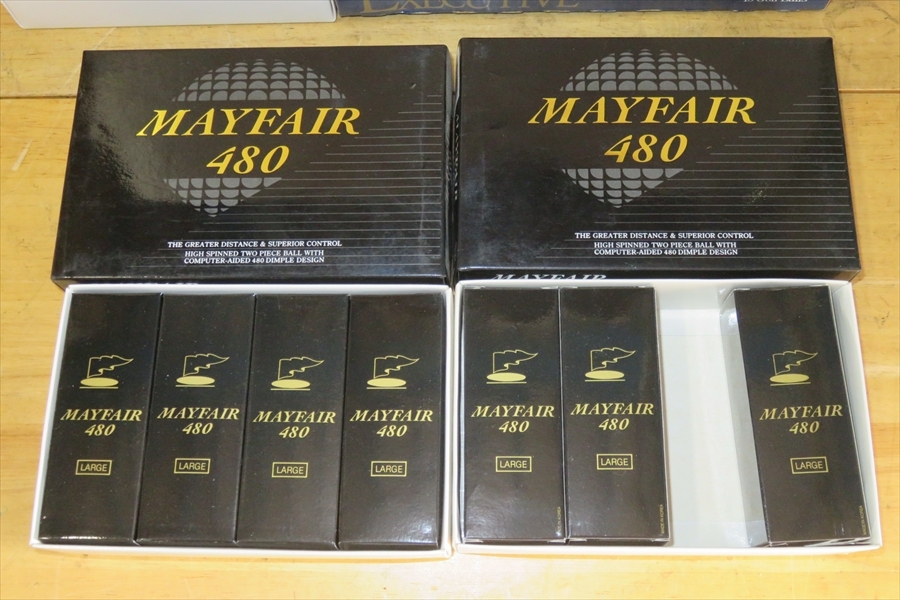 EXECUTIVE
MAYFAIR
480
THE GREATER DISTANCE & SUPERIOR CONTROL
HIGH SPINNED TWO PIECE BALL WITH
COMPUTER-AIDED 480 DIMPLE DESIGN
MAYFAIR
480
THE GREATER DISTANCE & SUPERIOR CONTROL
HIGH SPINNED TWO PIECE BALL WITH
COMPUTER-AIDED 480 DIMPLE DESIGN
MAYFAIR
MAYFAIR
480
LARGE
MAYFAIR
480
LARGE
MAYFAIR
480
LARGE
MAYFAIR
480
LARGE
MAYFAIR
480
LARGE
MAYFAIR
480
LARGE
MAYFAIR
480
LARGE